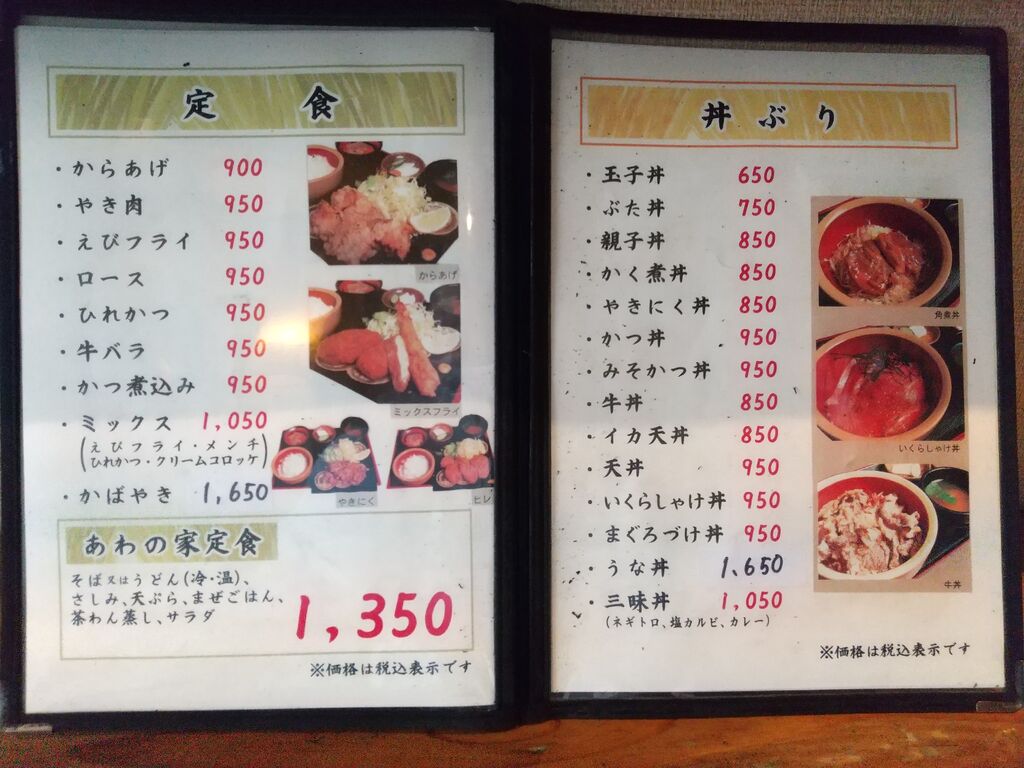 定食
・からあげ 900
・やき肉 950
・えびフライ 950
・ロース 950
・ひれかつ 950
・牛バラ 950
・かつ煮込み 950
・ミックス 1,050
(えびフライ・メンチ
ひれかつ・クリームコロッケ)
・かばやき 1,650
からあげ
ミックスフライ
やきにく
ヒレ
あわの家定食
そば又はうどん(冷・温)、
さしみ、天ぷら、まぜごはん、
茶わん蒸し、サラダ
1,350
※価格は税込表示です
丼ぶり
・玉子丼 650
・ぶた丼 750
・親子丼 850
・かく煮丼 850
・やきにく丼 850
・かつ丼 950
・みそかつ丼 950
・牛丼 850
・イカ天丼 850
・天丼 950
・いくらしゃけ丼 950
・まぐろづけ丼 950
・うな丼 1,650
・三昧丼 1,050
(ネギトロ、塩カルビ、カレー)
角煮丼
いくらしゃけ丼
牛丼
※価格は税込表示です